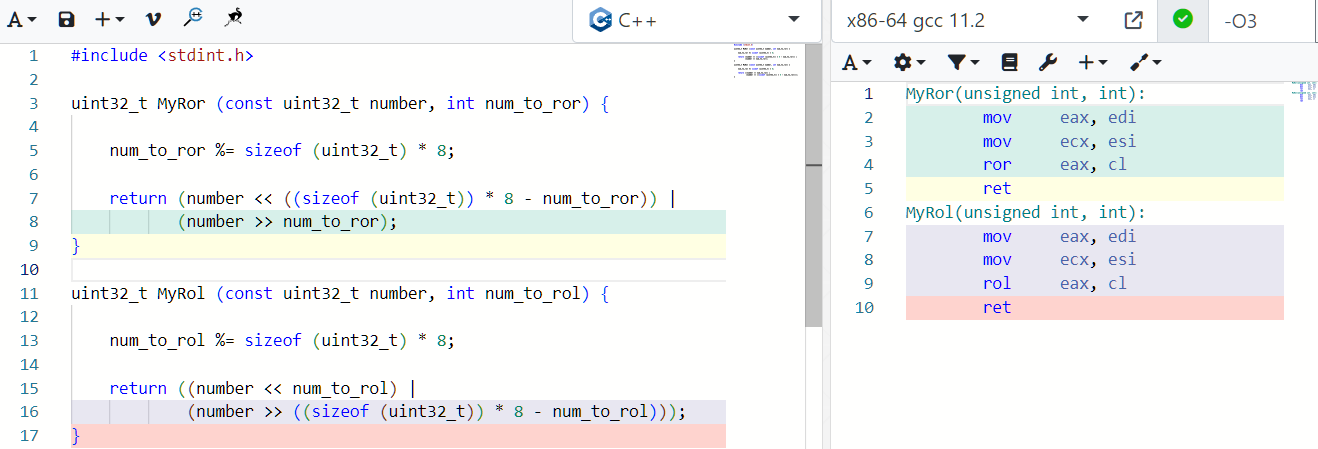 A C++ x86-64 gcc 11.2 -O3
A
1 #include <stdint.h>
2
3 uint32_t MyRor (const uint32_t number, int num_to_ror) {
4
5 num_to_ror %= sizeof (uint32_t) * 8;
6
7 return (number << ((sizeof (uint32_t)) * 8 - num_to_ror)) |
8 (number >> num_to_ror);
9 }
10
11 uint32_t MyRol (const uint32_t number, int num_to_rol) {
12
13 num_to_rol %= sizeof (uint32_t) * 8;
14
15 return ((number << num_to_rol) |
16 (number >> ((sizeof (uint32_t)) * 8 - num_to_rol)));
17 }
1 MyRor(unsigned int, int):
2 mov eax, edi
3 mov ecx, esi
4 ror eax, cl
5 ret
6 MyRol(unsigned int, int):
7 mov eax, edi
8 mov ecx, esi
9 rol eax, cl
10 ret